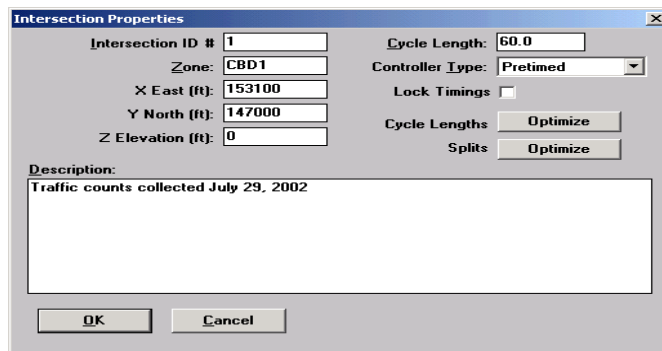 Intersection Properties
Intersection ID # 1
Zone: CBD1
X East (ft): 153100
Y North (ft): 147000
Z Elevation (ft): 0
Cycle Length: 60.0
Controller Type: Pretimed
Lock Timings
Cycle Lengths Optimize
Splits Optimize
Description:
Traffic counts collected July 29, 2002
OK Cancel